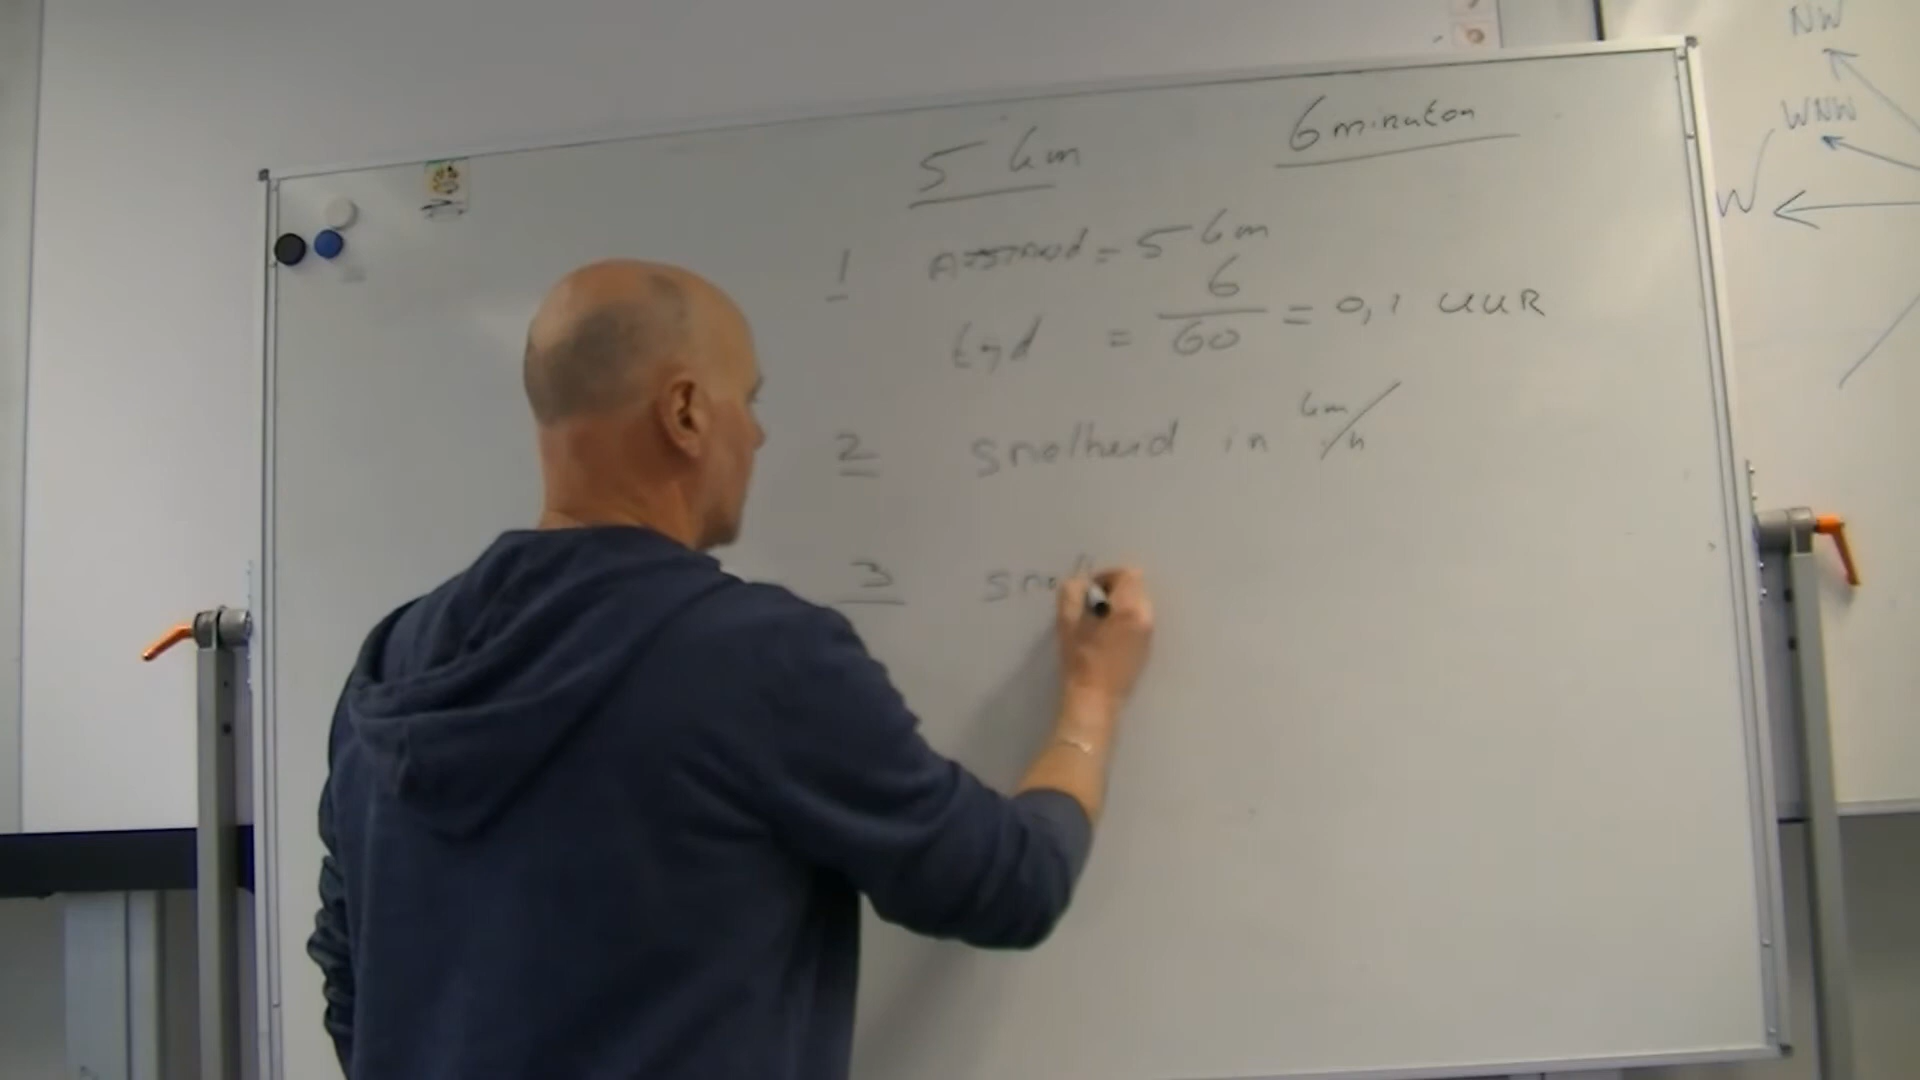 5 km 6 minuten
1 Afstand = 5 km
tijd = 6/60 = 0,1 UUR
2 snelheid in km/h
3 snel
NW
WNW
W